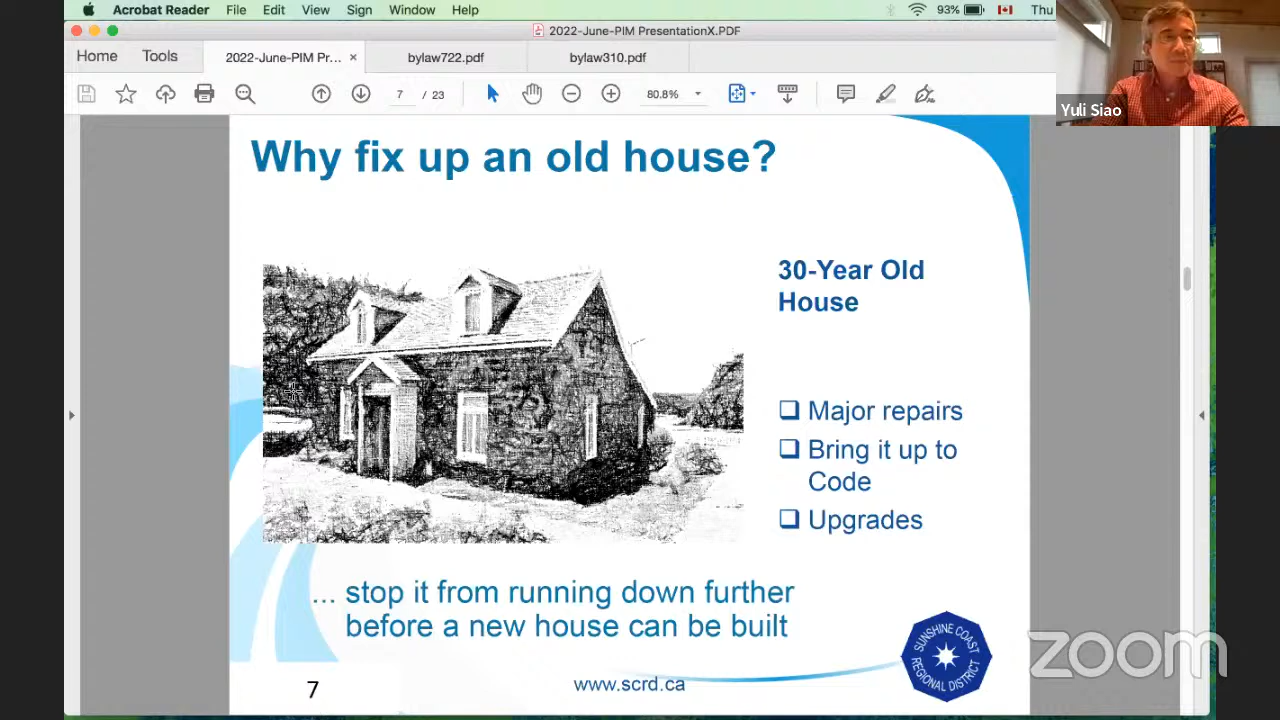 Acrobat Reader File Edit View Sign Window Help 93% Thu
2022-June-PIM PresentationX.PDF
Home Tools 2022-June-PIM Pr... × bylaw722.pdf bylaw310.pdf
7 / 23 80.8%
Yuli Siao
Why fix up an old house?
30-Year Old
House
Major repairs
Bring it up to
Code
Upgrades
... stop it from running down further
before a new house can be built
SUNSHINE COAST
REGIONAL DISTRICT
zoom
7
www.scrd.ca